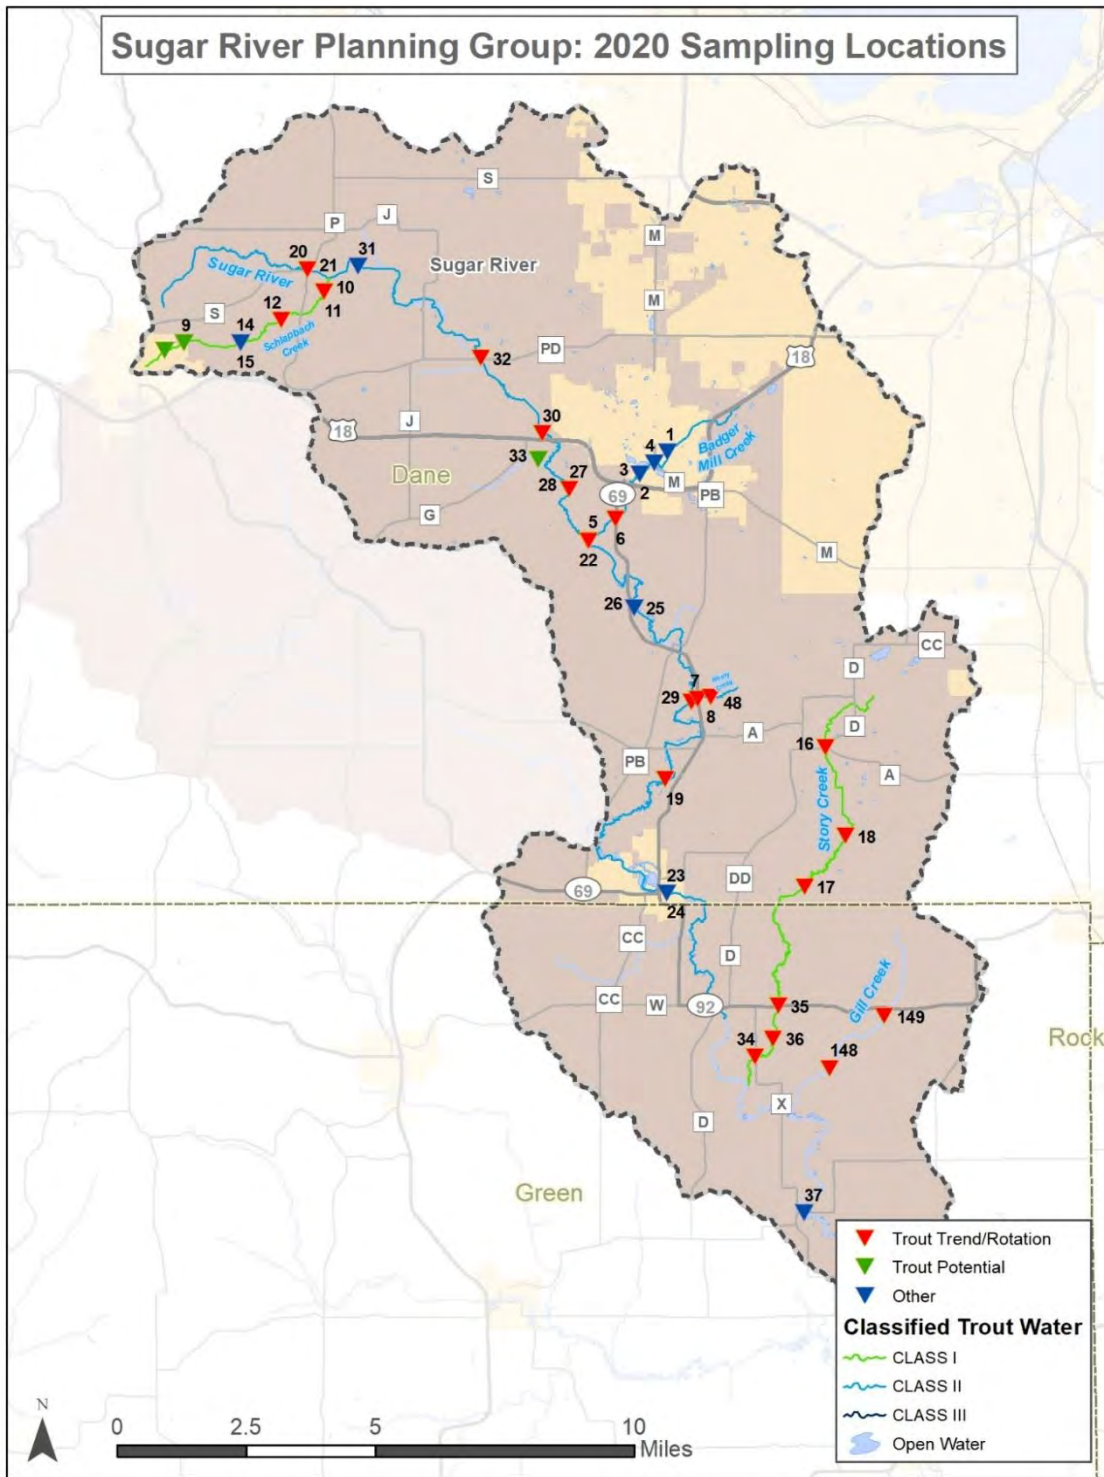 Sugar River Planning Group: 2020 Sampling Locations
S
M
P
J
31
20
21
Sugar River
Sugar River
M
10
12
11
S
9
14
Schlapbach
Creek
15
32
PD
18
J
30
18
1
4
Badger
Mill Creek
33
27
3
M
Dane
28
69
2
PB
G
5
6
M
22
26
25
CC
D
7
29
48
8
D
16
A
PB
A
19
Story Creek
18
DD
17
23
69
24
CC
D
Gill Creek
CC
W
92
35
149
34
36
148
Rock
X
D
37
Green
Trout Trend/Rotation
Trout Potential
Other
Classified Trout Water
CLASS I
CLASS II
CLASS III
Open Water
N
0
2.5
5
10
Miles